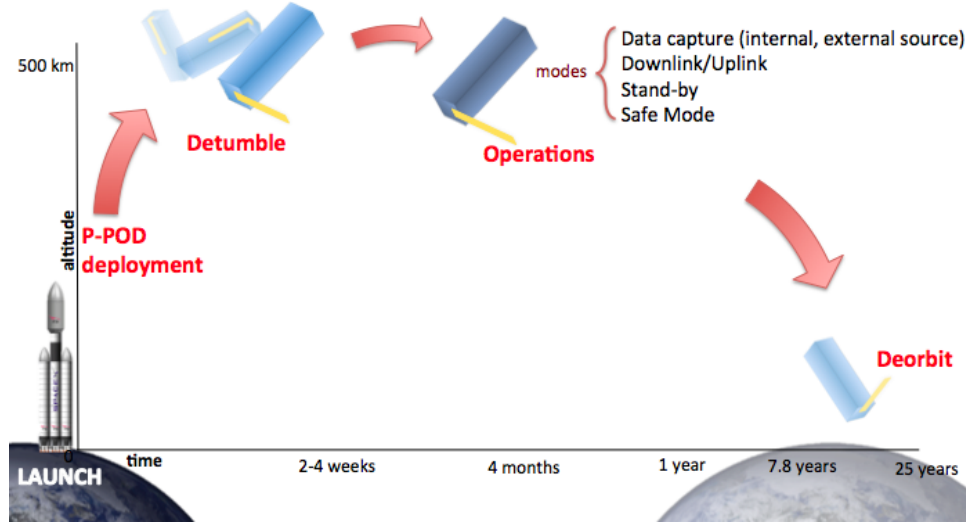 500 km
altitude
P-POD
deployment
Detumble
Operations
modes
Data capture (internal, external source)
Downlink/Uplink
Stand-by
Safe Mode
Deorbit
SPACEX
LAUNCH
0
time
2-4 weeks
4 months
1 year
7.8 years
25 years